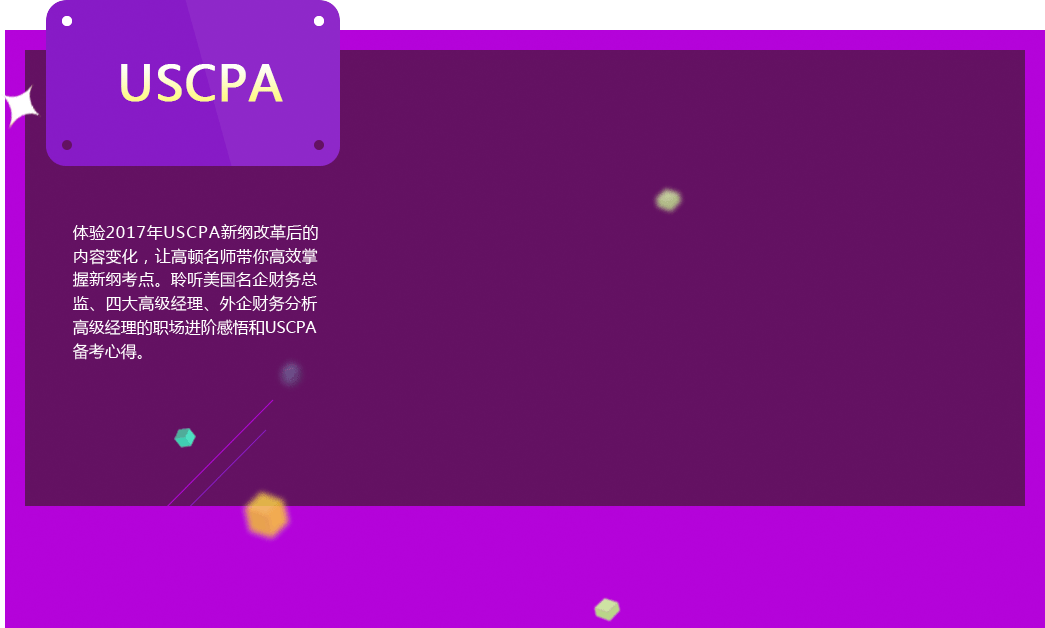 USCPA
体验2017年USCPA新纲改革后的
内容变化，让高顿名师带你高效掌
握新纲考点。聆听美国名企财务总
监、四大高级经理、外企财务分析
高级经理的职场进阶感悟和USCPA
备考心得。